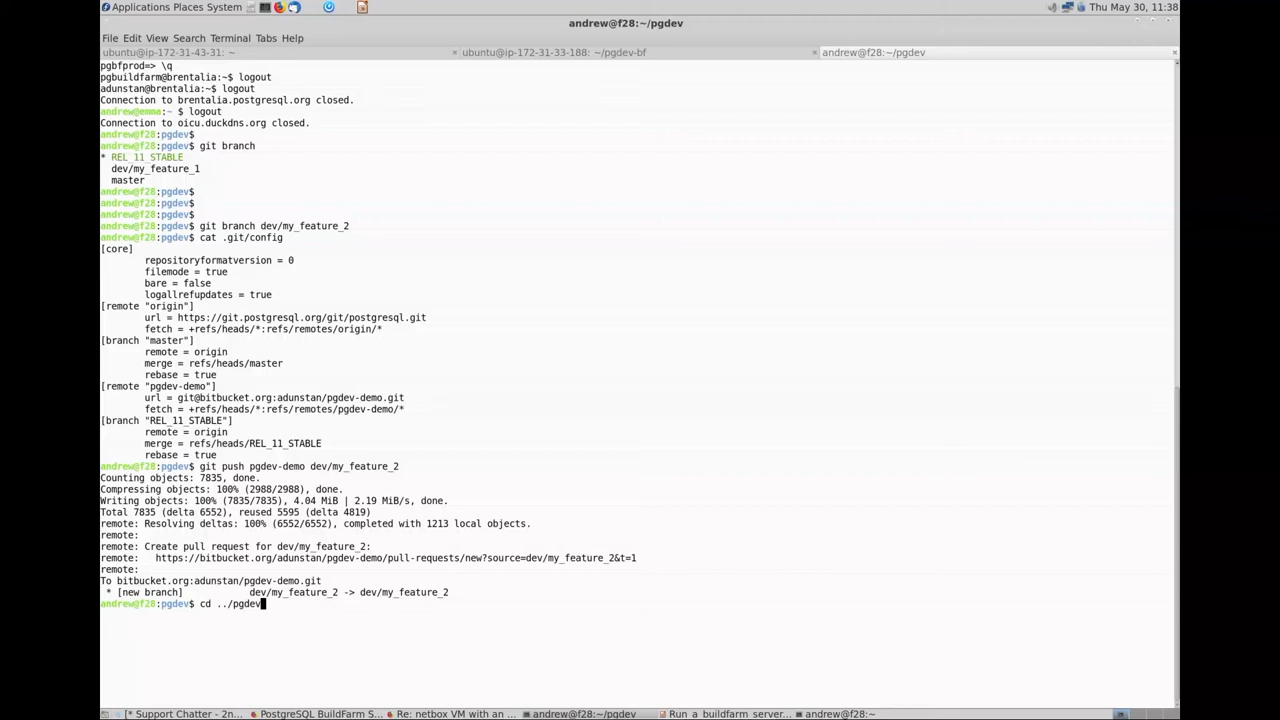 Applications Places System
Thu May 30, 11:38
andrew@f28:~/pgdev
File Edit View Search Terminal Tabs Help
ubuntu@ip-172-31-43-31: ~
ubuntu@ip-172-31-33-188: ~/pgdev-bf
andrew@f28:~/pgdev
pgbfprod=> \q
pgbuildfarm@brentalia:~$ logout
adunstan@brentalia:~$ logout
Connection to brentalia.postgresql.org closed.
andrew@emma:~ $ logout
Connection to oicu.duckdns.org closed.
andrew@f28:pgdev$
andrew@f28:pgdev$ git branch
* REL_11_STABLE
dev/my_feature_1
master
andrew@f28:pgdev$
andrew@f28:pgdev$
andrew@f28:pgdev$
andrew@f28:pgdev$ git branch dev/my_feature_2
andrew@f28:pgdev$ cat .git/config
[core]
repositoryformatversion = 0
filemode = true
bare = false
logallrefupdates = true
[remote "origin"]
url = https://git.postgresql.org/git/postgresql.git
fetch = +refs/heads/*:refs/remotes/origin/*
[branch "master"]
remote = origin
merge = refs/heads/master
rebase = true
[remote "pgdev-demo"]
url = git@bitbucket.org:adunstan/pgdev-demo.git
fetch = +refs/heads/*:refs/remotes/pgdev-demo/*
[branch "REL_11_STABLE"]
remote = origin
merge = refs/heads/REL_11_STABLE
rebase = true
andrew@f28:pgdev$ git push pgdev-demo dev/my_feature_2
Counting objects: 7835, done.
Compressing objects: 100% (2988/2988), done.
Writing objects: 100% (7835/7835), 4.04 MiB | 2.19 MiB/s, done.
Total 7835 (delta 6552), reused 5595 (delta 4819)
remote: Resolving deltas: 100% (6552/6552), completed with 1213 local objects.
remote:
remote: Create pull request for dev/my_feature_2:
remote:   https://bitbucket.org/adunstan/pgdev-demo/pull-requests/new?source=dev/my_feature_2&t=1
remote:
To bitbucket.org:adunstan/pgdev-demo.git
* [new branch]            dev/my_feature_2 -> dev/my_feature_2
andrew@f28:pgdev$ cd ../pgdev
[* Support Chatter - 2n...
PostgreSQL BuildFarm S...
Re: netbox VM with an ...
andrew@f28:~/pgdev
Run a buildfarm server...
andrew@f28:~